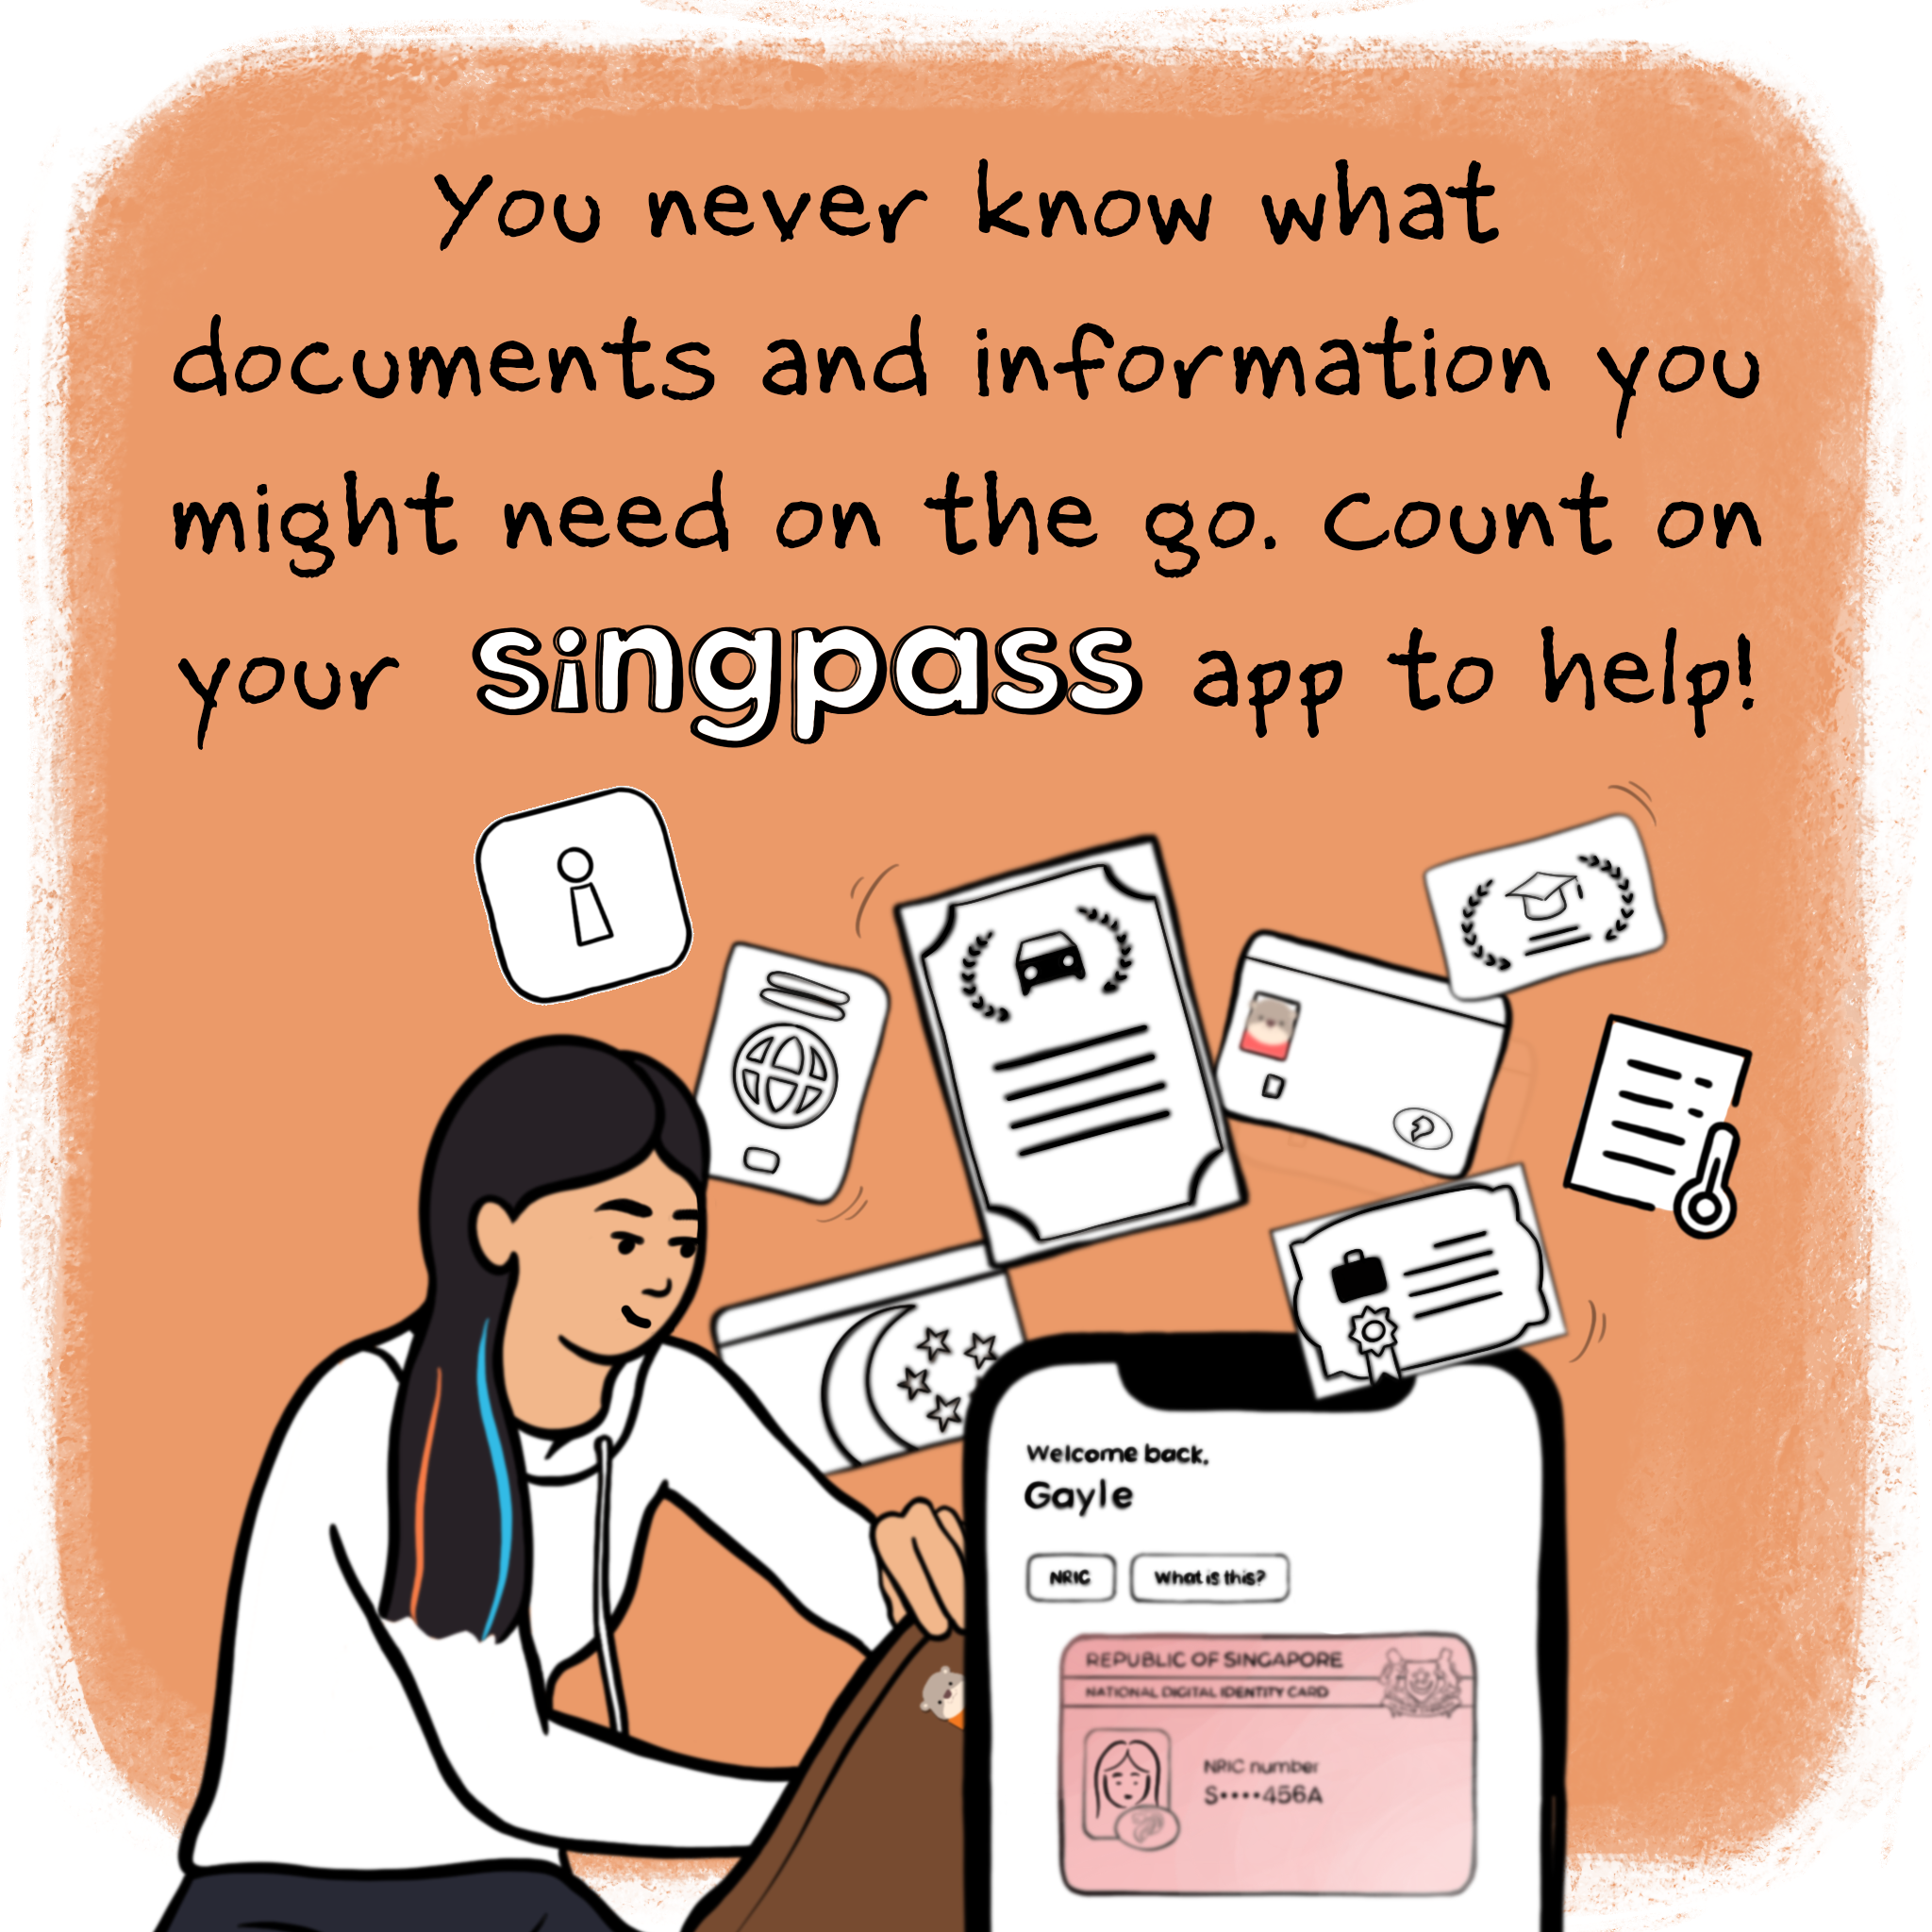 You never know what
documents and information you
might need on the go. Count on
your singpass app to help!
Welcome back,
Gayle
NRIC
What is this?
REPUBLIC OF SINGAPORE
NATIONAL DIGITAL IDENTITY CARD
NRIC number
S••••456A